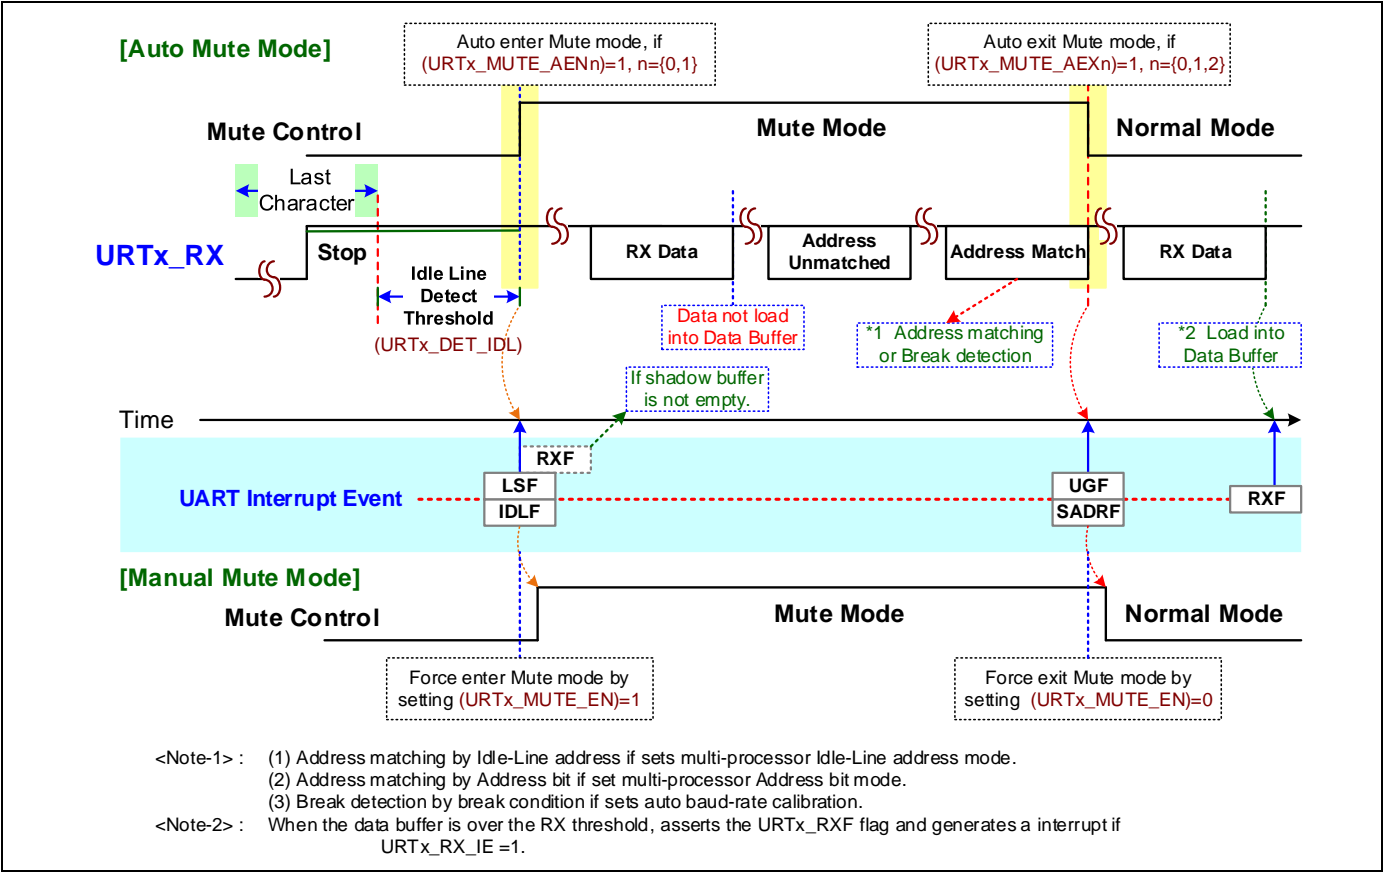 [Auto Mute Mode]
Auto enter Mute mode, if
(URTx_MUTE_AENn)=1, n={0,1}
Auto exit Mute mode, if
(URTx_MUTE_AEXn)=1, n={0,1,2}
Mute Control
Mute Mode
Normal Mode
Last
Character
URTx_RX
Stop
RX Data
Address
Unmatched
Address Match
RX Data
Idle Line
Detect
Threshold
(URTx_DET_IDL)
Data not load
into Data Buffer
*1 Address matching
or Break detection
*2 Load into
Data Buffer
If shadow buffer
is not empty.
Time
RXF
UART Interrupt Event
LSF
IDLF
UGF
SADRF
RXF
[Manual Mute Mode]
Mute Control
Mute Mode
Normal Mode
Force enter Mute mode by
setting (URTx_MUTE_EN)=1
Force exit Mute mode by
setting (URTx_MUTE_EN)=0
<Note-1> : (1) Address matching by Idle-Line address if sets multi-processor Idle-Line address mode.
(2) Address matching by Address bit if set multi-processor Address bit mode.
(3) Break detection by break condition if sets auto baud-rate calibration.
<Note-2> : When the data buffer is over the RX threshold, asserts the URTx_RXF flag and generates a interrupt if
URTx_RX_IE =1.